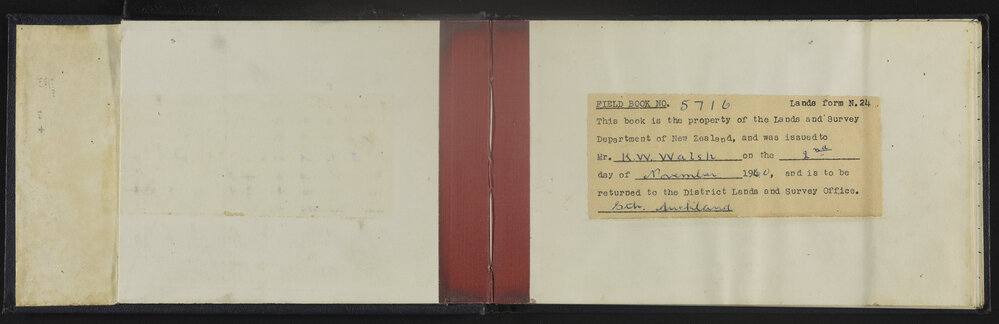 FIELD BOOK NO. 5716 Lands form N.24
This book is the property of the Lands and Survey
Department of New Zealand, and was issued to
Mr. K.W. Walsh on the 2nd
day of November 1960, and is to be
returned to the District Lands and Survey Office.
Sth. Auckland